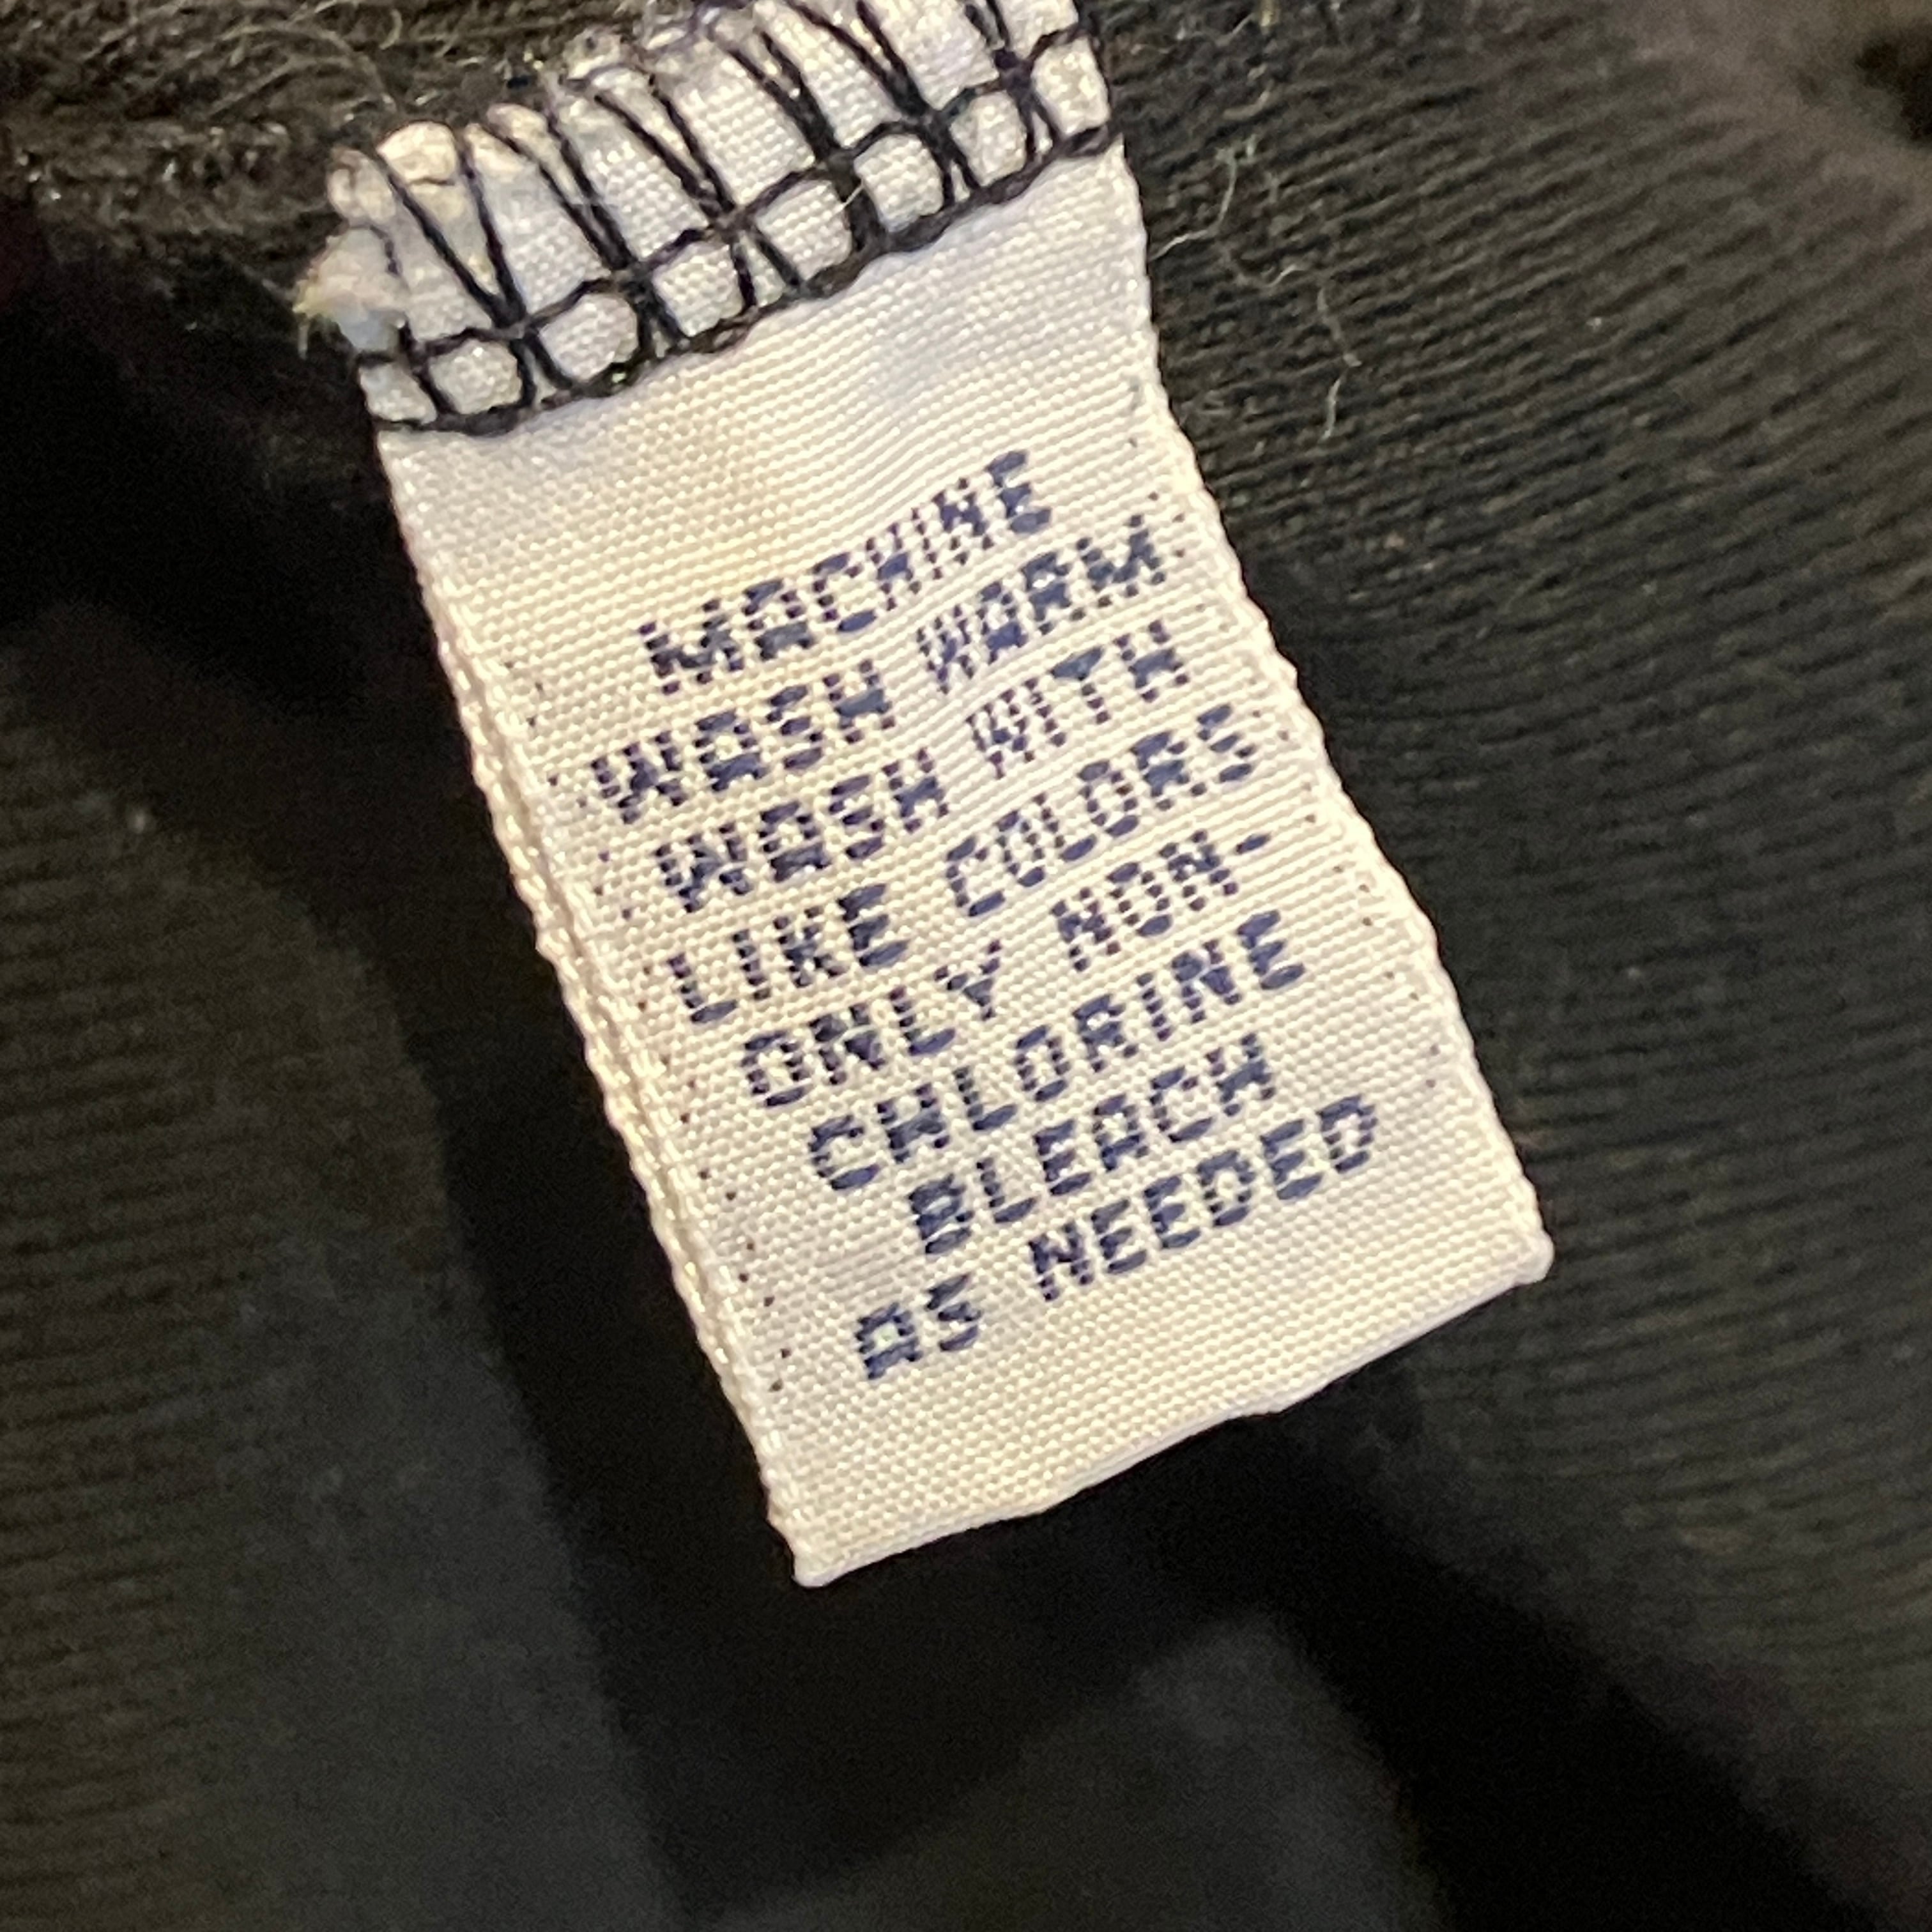 MACHINE
WASH WARM
WASH WITH
LIKE COLORS
ONLY NON-
CHLORINE
BLEACH
AS NEEDED